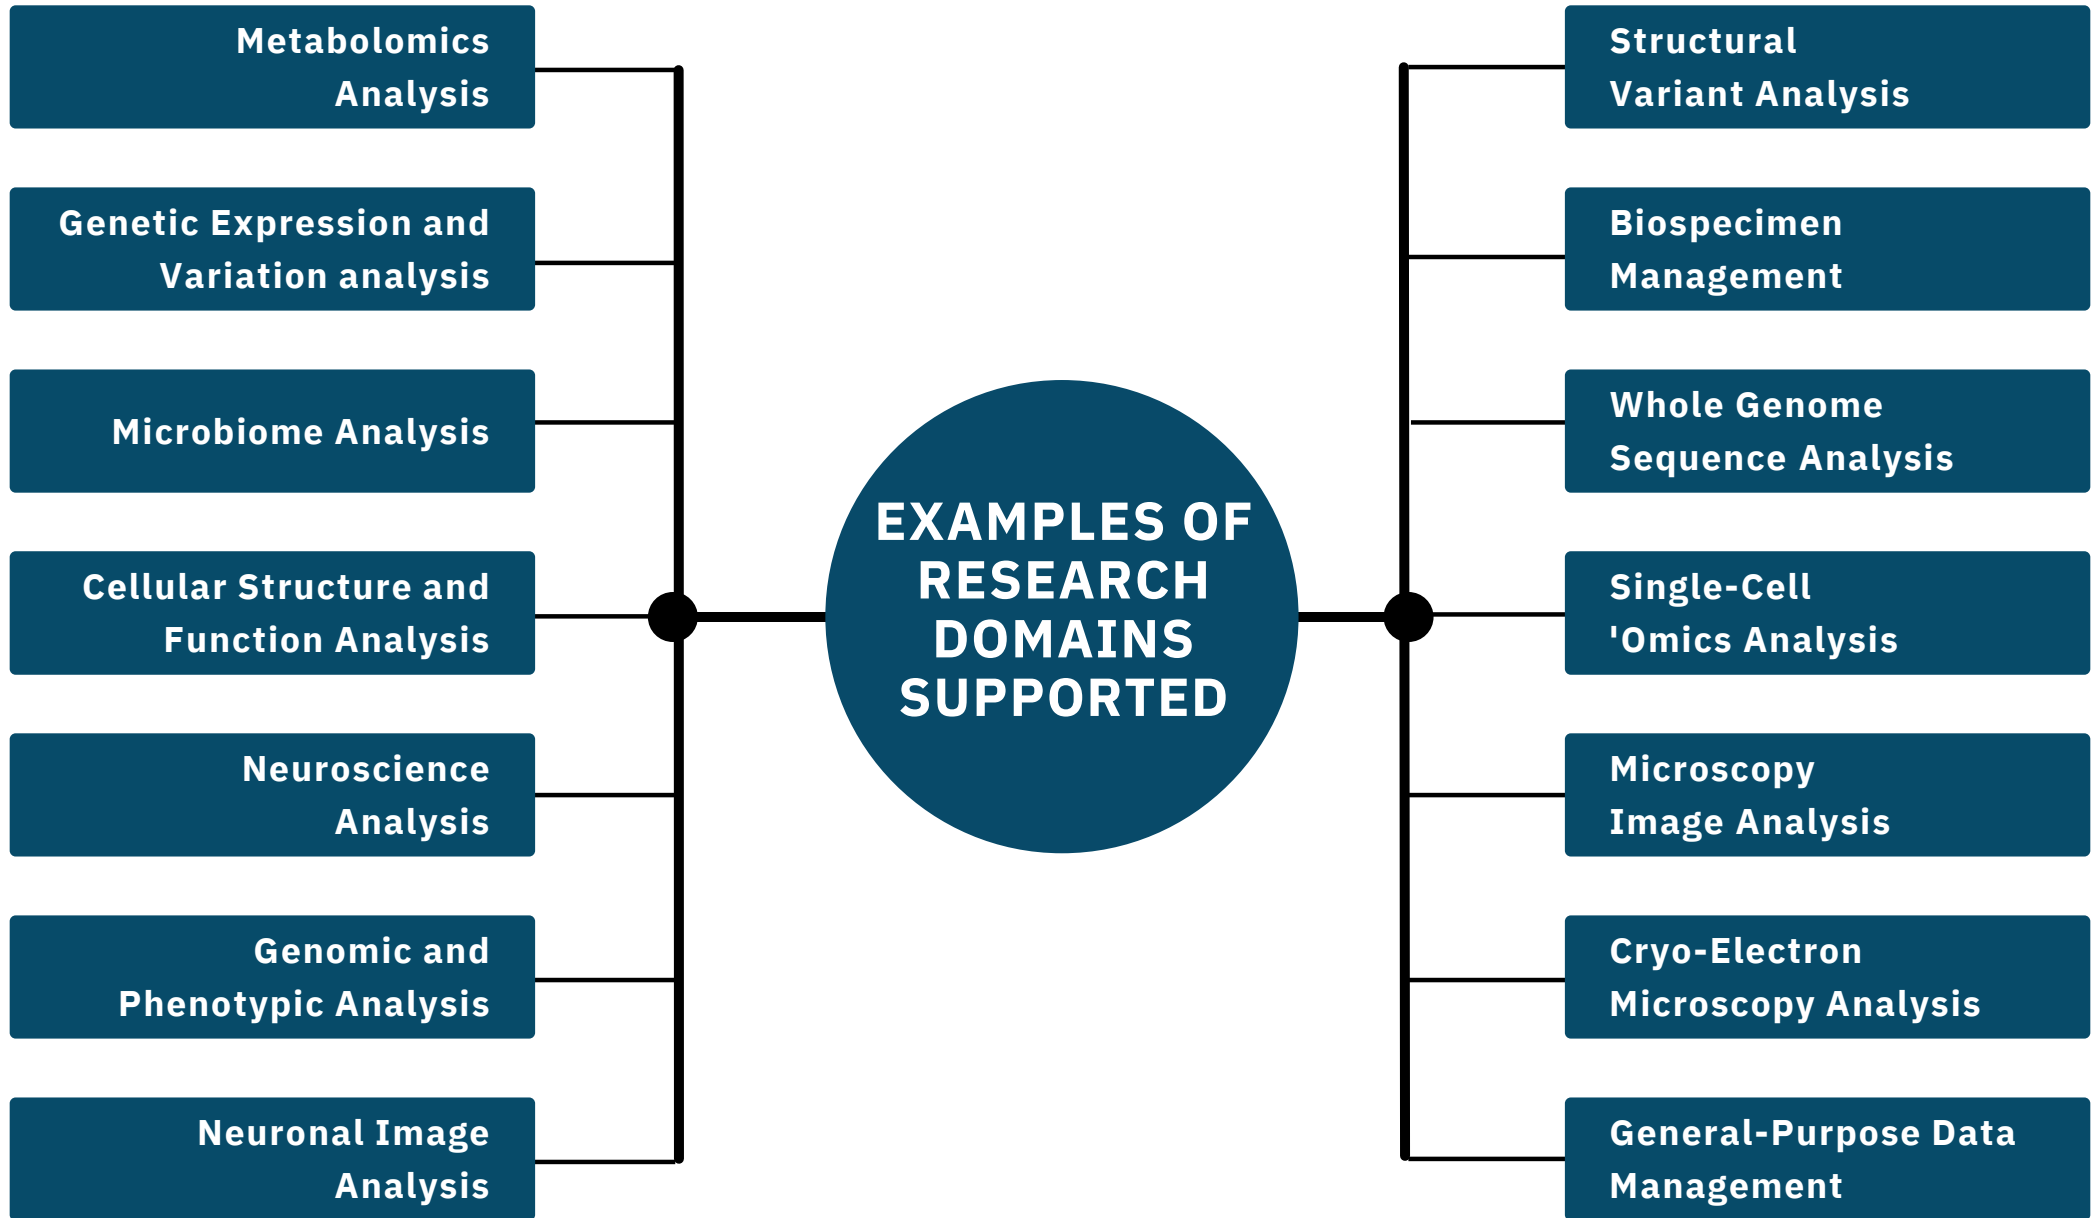 Metabolomics
Analysis
Genetic Expression and
Variation analysis
Microbiome Analysis
Cellular Structure and
Function Analysis
Neuroscience
Analysis
Genomic and
Phenotypic Analysis
Neuronal Image
Analysis
EXAMPLES OF
RESEARCH
DOMAINS
SUPPORTED
Structural
Variant Analysis
Biospecimen
Management
Whole Genome
Sequence Analysis
Single-Cell
'Omics Analysis
Microscopy
Image Analysis
Cryo-Electron
Microscopy Analysis
General-Purpose Data
Management